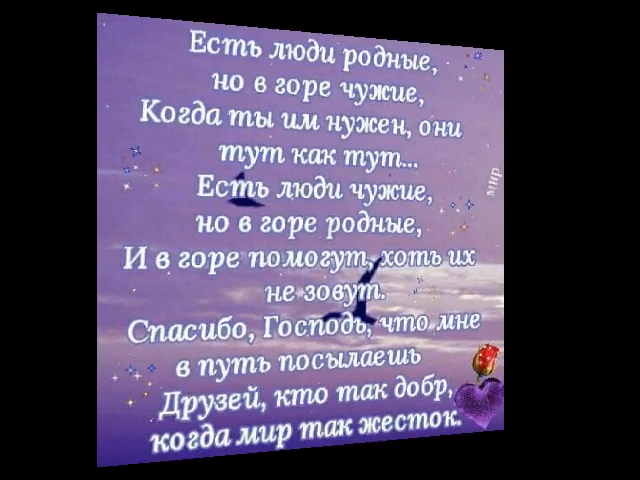 Есть люди родные,
но в горе чужие,
Когда ты им нужен, они
тут как тут...
Есть люди чужие,
но в горе родные,
И в горе помогут, хоть их
не зовут.
Спасибо, Господь, что мне
в путь посылаешь
Друзей, кто так добр,
когда мир так жесток.
мир